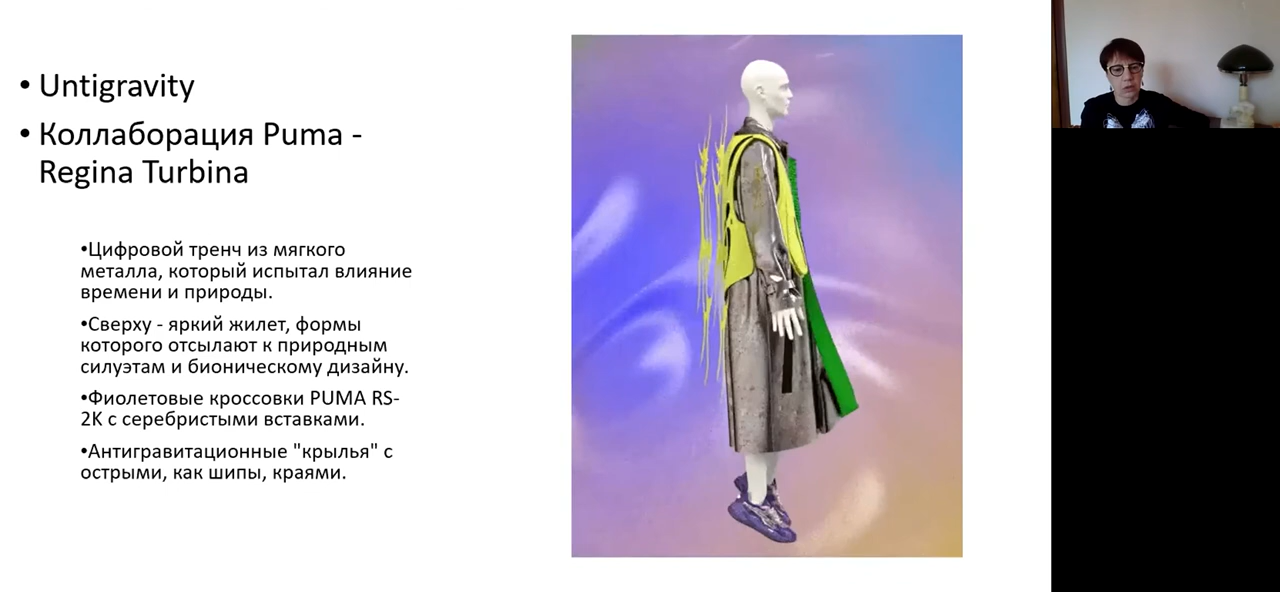 • Untigravity
• Коллаборация Puma -
Regina Turbina
•Цифровой тренч из мягкого
металла, который испытал влияние
времени и природы.
•Сверху - яркий жилет, формы
которого отсылают к природным
силуэтам и бионическому дизайну.
•Фиолетовые кроссовки PUMA RS-
2K с серебристыми вставками.
•Антигравитационные "крылья" с
острыми, как шипы, краями.